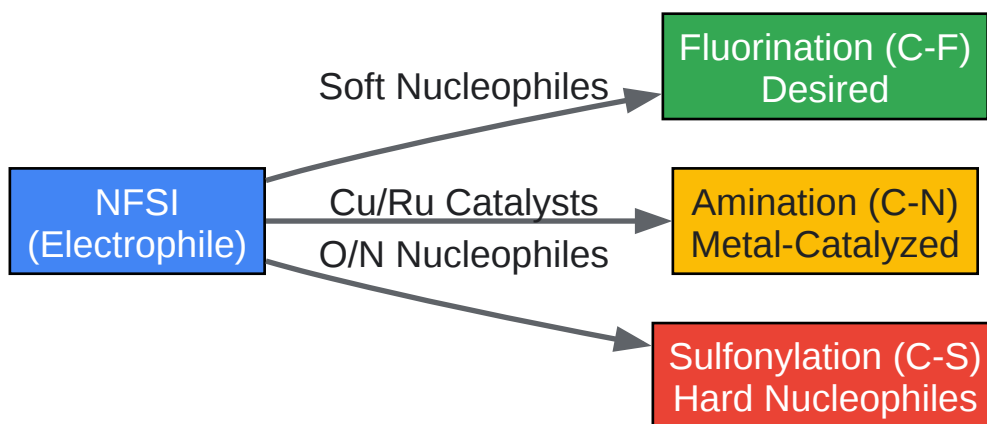 Fluorination (C-F)
Desired
Soft Nucleophiles
NFSI
(Electrophile)
Cu/Ru Catalysts
Amination (C-N)
Metal-Catalyzed
O/N Nucleophiles
Sulfonylation (C-S)
Hard Nucleophiles